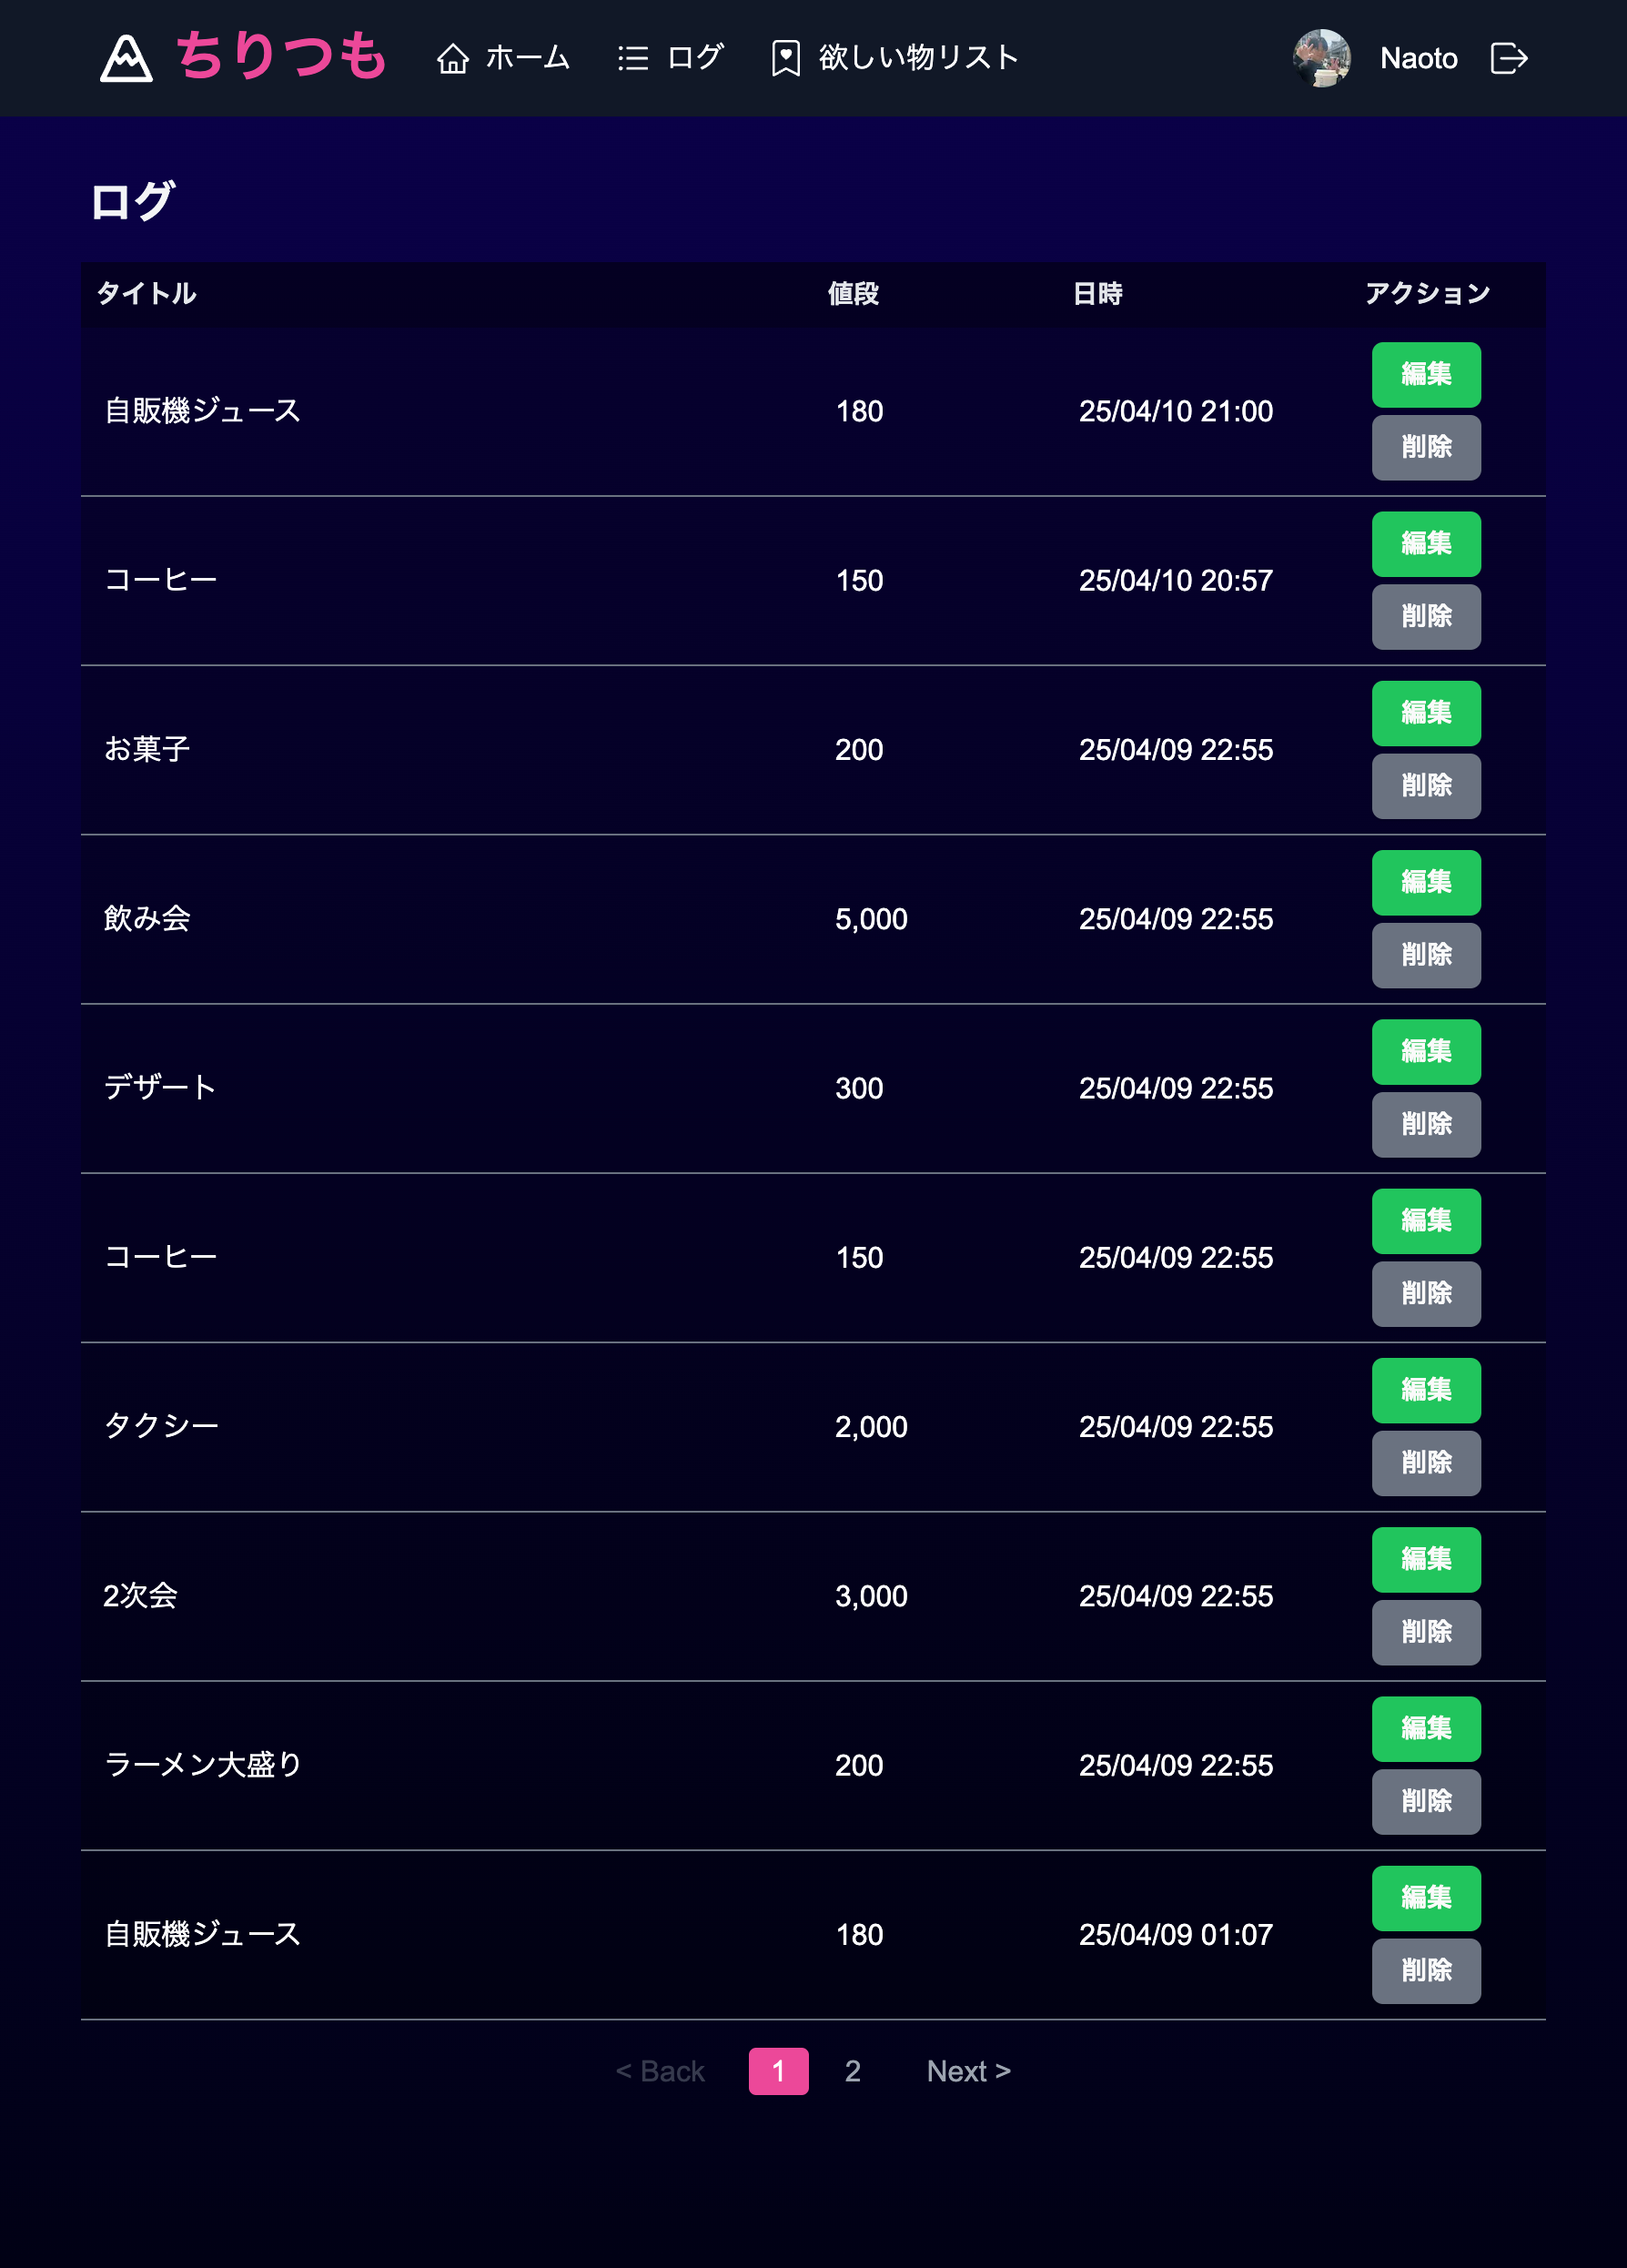 ちりつも ホーム ログ 欲しい物リスト Naoto
ログ
タイトル 値段 日時 アクション
自販機ジュース 180 25/04/10 21:00 編集 削除
コーヒー 150 25/04/10 20:57 編集 削除
お菓子 200 25/04/09 22:55 編集 削除
飲み会 5,000 25/04/09 22:55 編集 削除
デザート 300 25/04/09 22:55 編集 削除
コーヒー 150 25/04/09 22:55 編集 削除
タクシー 2,000 25/04/09 22:55 編集 削除
2次会 3,000 25/04/09 22:55 編集 削除
ラーメン大盛り 200 25/04/09 22:55 編集 削除
自販機ジュース 180 25/04/09 01:07 編集 削除
< Back 1 2 Next >